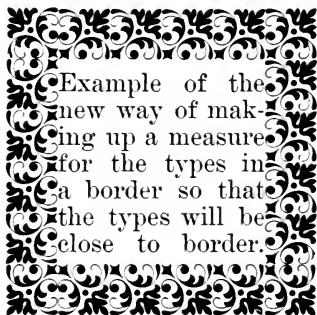 Example of the
new way of mak-
ing up a measure
for the types in
a border so that
the types will be
close to border.